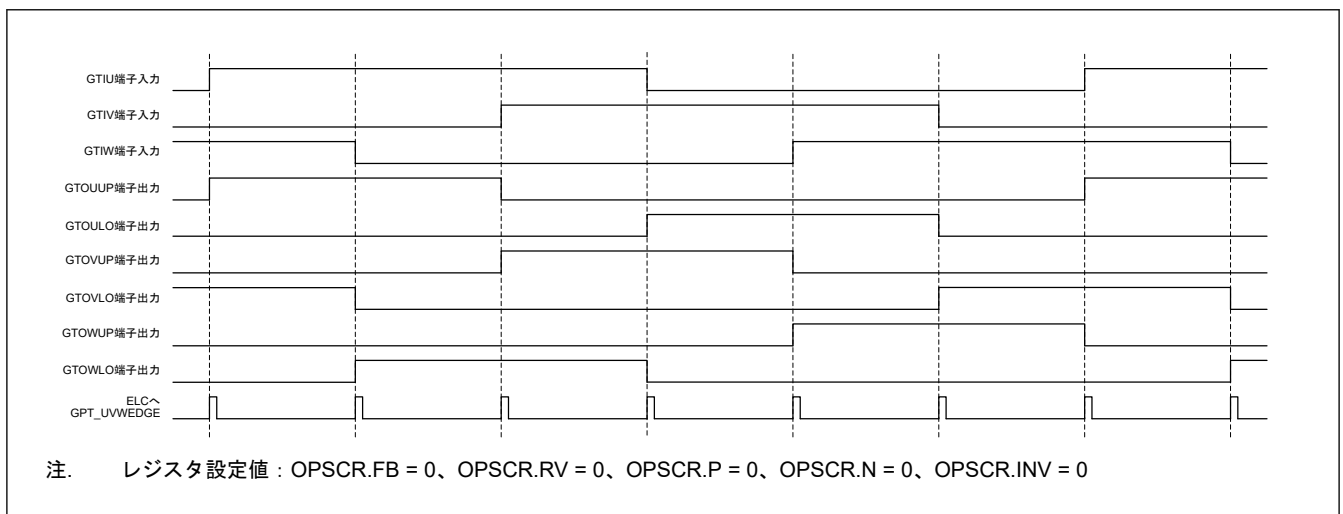 GTIU端子入力
GTIV端子入力
GTIW端子入力
GTOUUP端子出力
GTOULO端子出力
GTOVUP端子出力
GTOVLO端子出力
GTOWUP端子出力
GTOWLO端子出力
ELCへ
GPT_UVWEDGE
注. レジスタ設定値：OPSCR.FB = 0、OPSCR.RV = 0、OPSCR.P = 0、OPSCR.N = 0、OPSCR.INV = 0